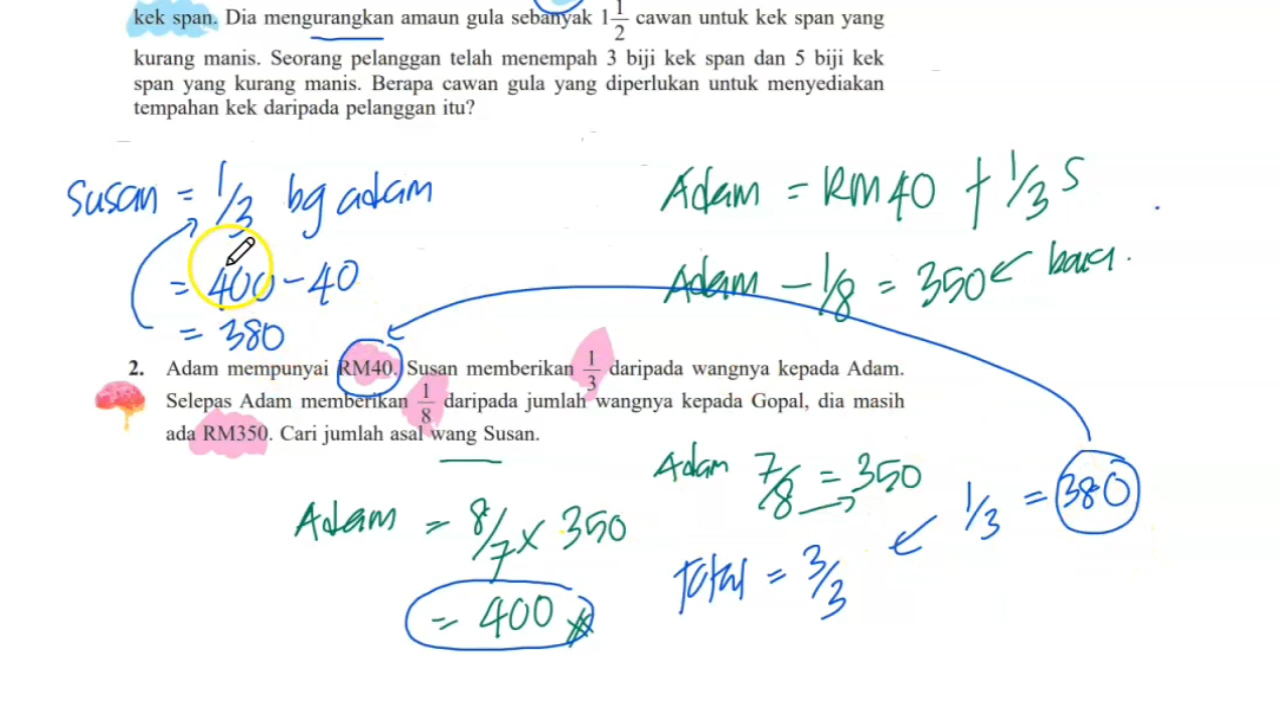 kek span. Dia mengurangkan amaun gula sebanyak 1 1/2 cawan untuk kek span yang
kurang manis. Seorang pelanggan telah menempah 3 biji kek span dan 5 biji kek
span yang kurang manis. Berapa cawan gula yang diperlukan untuk menyediakan
tempahan kek daripada pelanggan itu?
Susan = 1/3 bg adam
= 400 - 40
= 380
Adam = RM40 + 1/3 S
Adam - 1/8 = 350 ← baca.
2. Adam mempunyai RM40. Susan memberikan 1/3 daripada wangnya kepada Adam.
Selepas Adam memberikan 1/8 daripada jumlah wangnya kepada Gopal, dia masih
ada RM350. Cari jumlah asal wang Susan.
Adam = 8/7 x 350
= 400
Adam 7/8 = 350
1/3 = 380
Total = 3/3